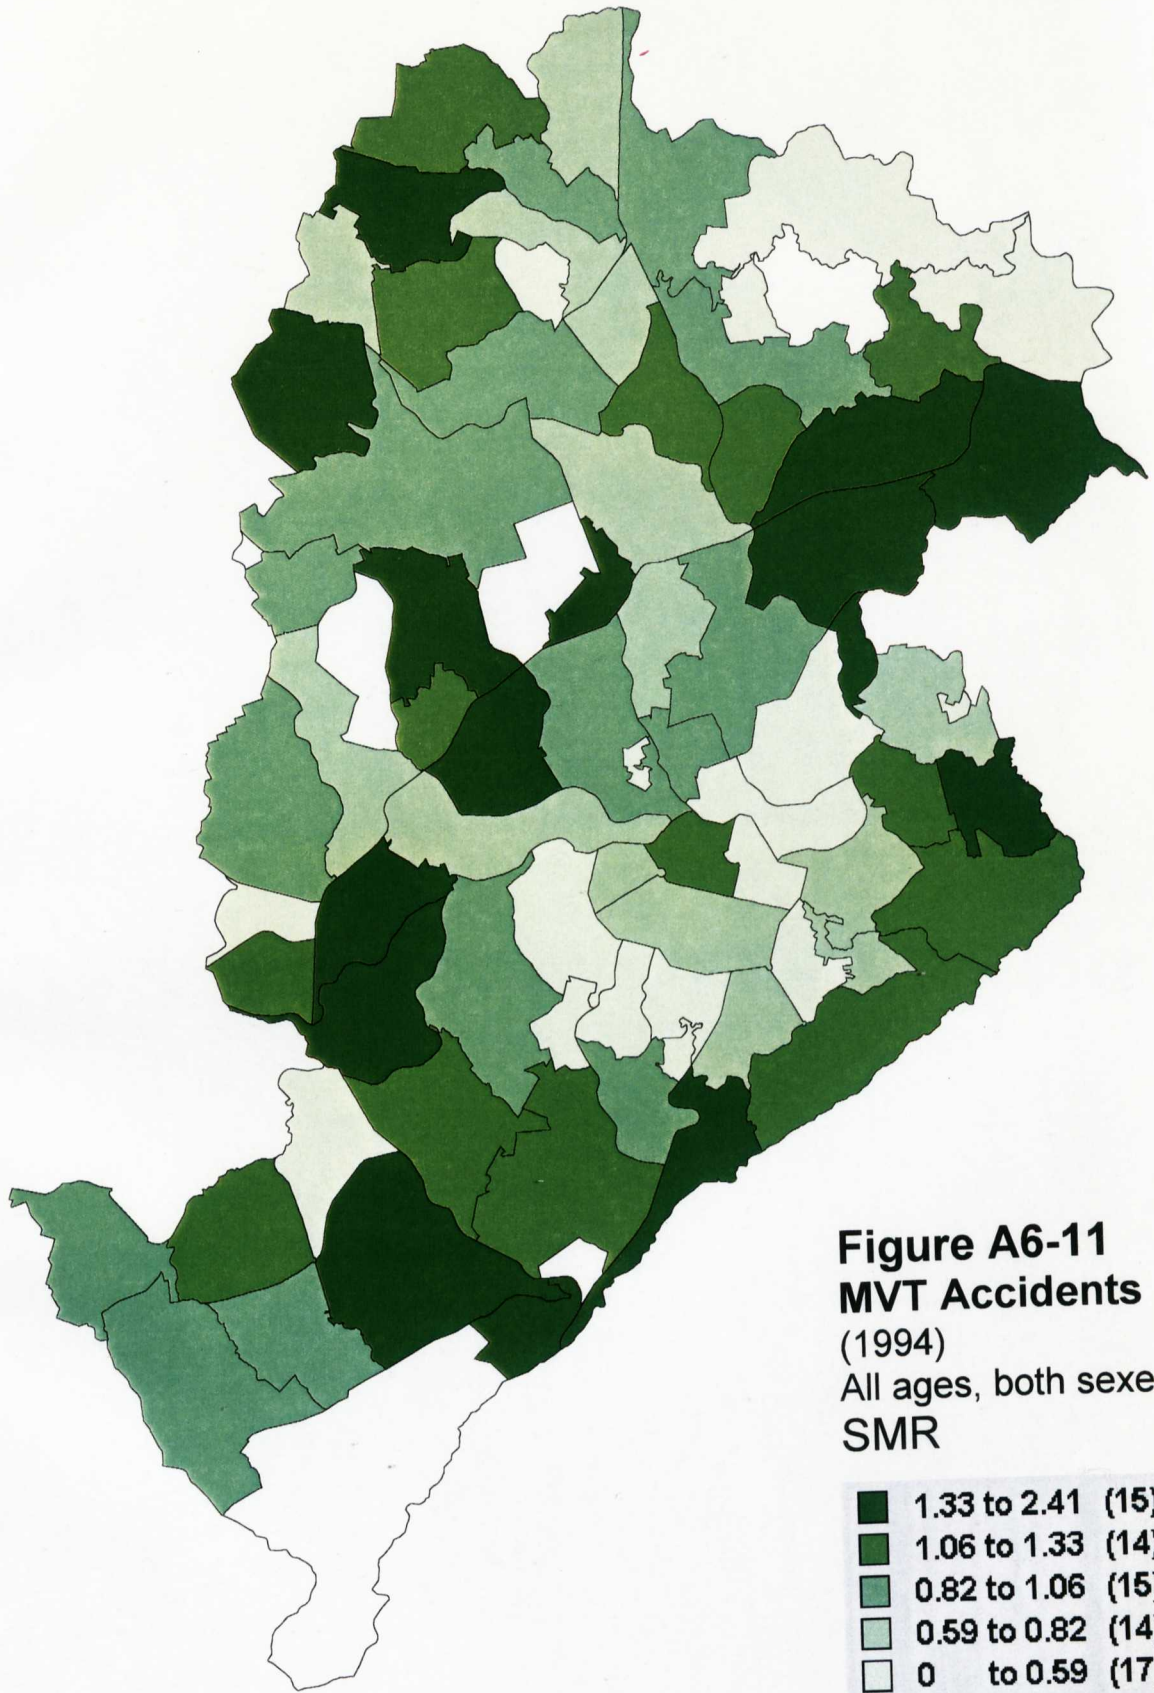 Figure A6-11
MVT Accidents
(1994)
All ages, both sexe
SMR
1.33 to 2.41 (15)
1.06 to 1.33 (14)
0.82 to 1.06 (15)
0.59 to 0.82 (14
0 to 0.59 (17